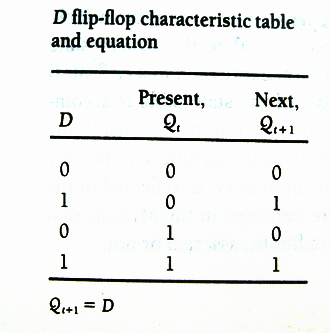 D flip-flop characteristic table
and equation
Present, Next,
D Qt Qt+1
0 0 0
1 0 1
0 1 0
1 1 1
Qt+1 = D